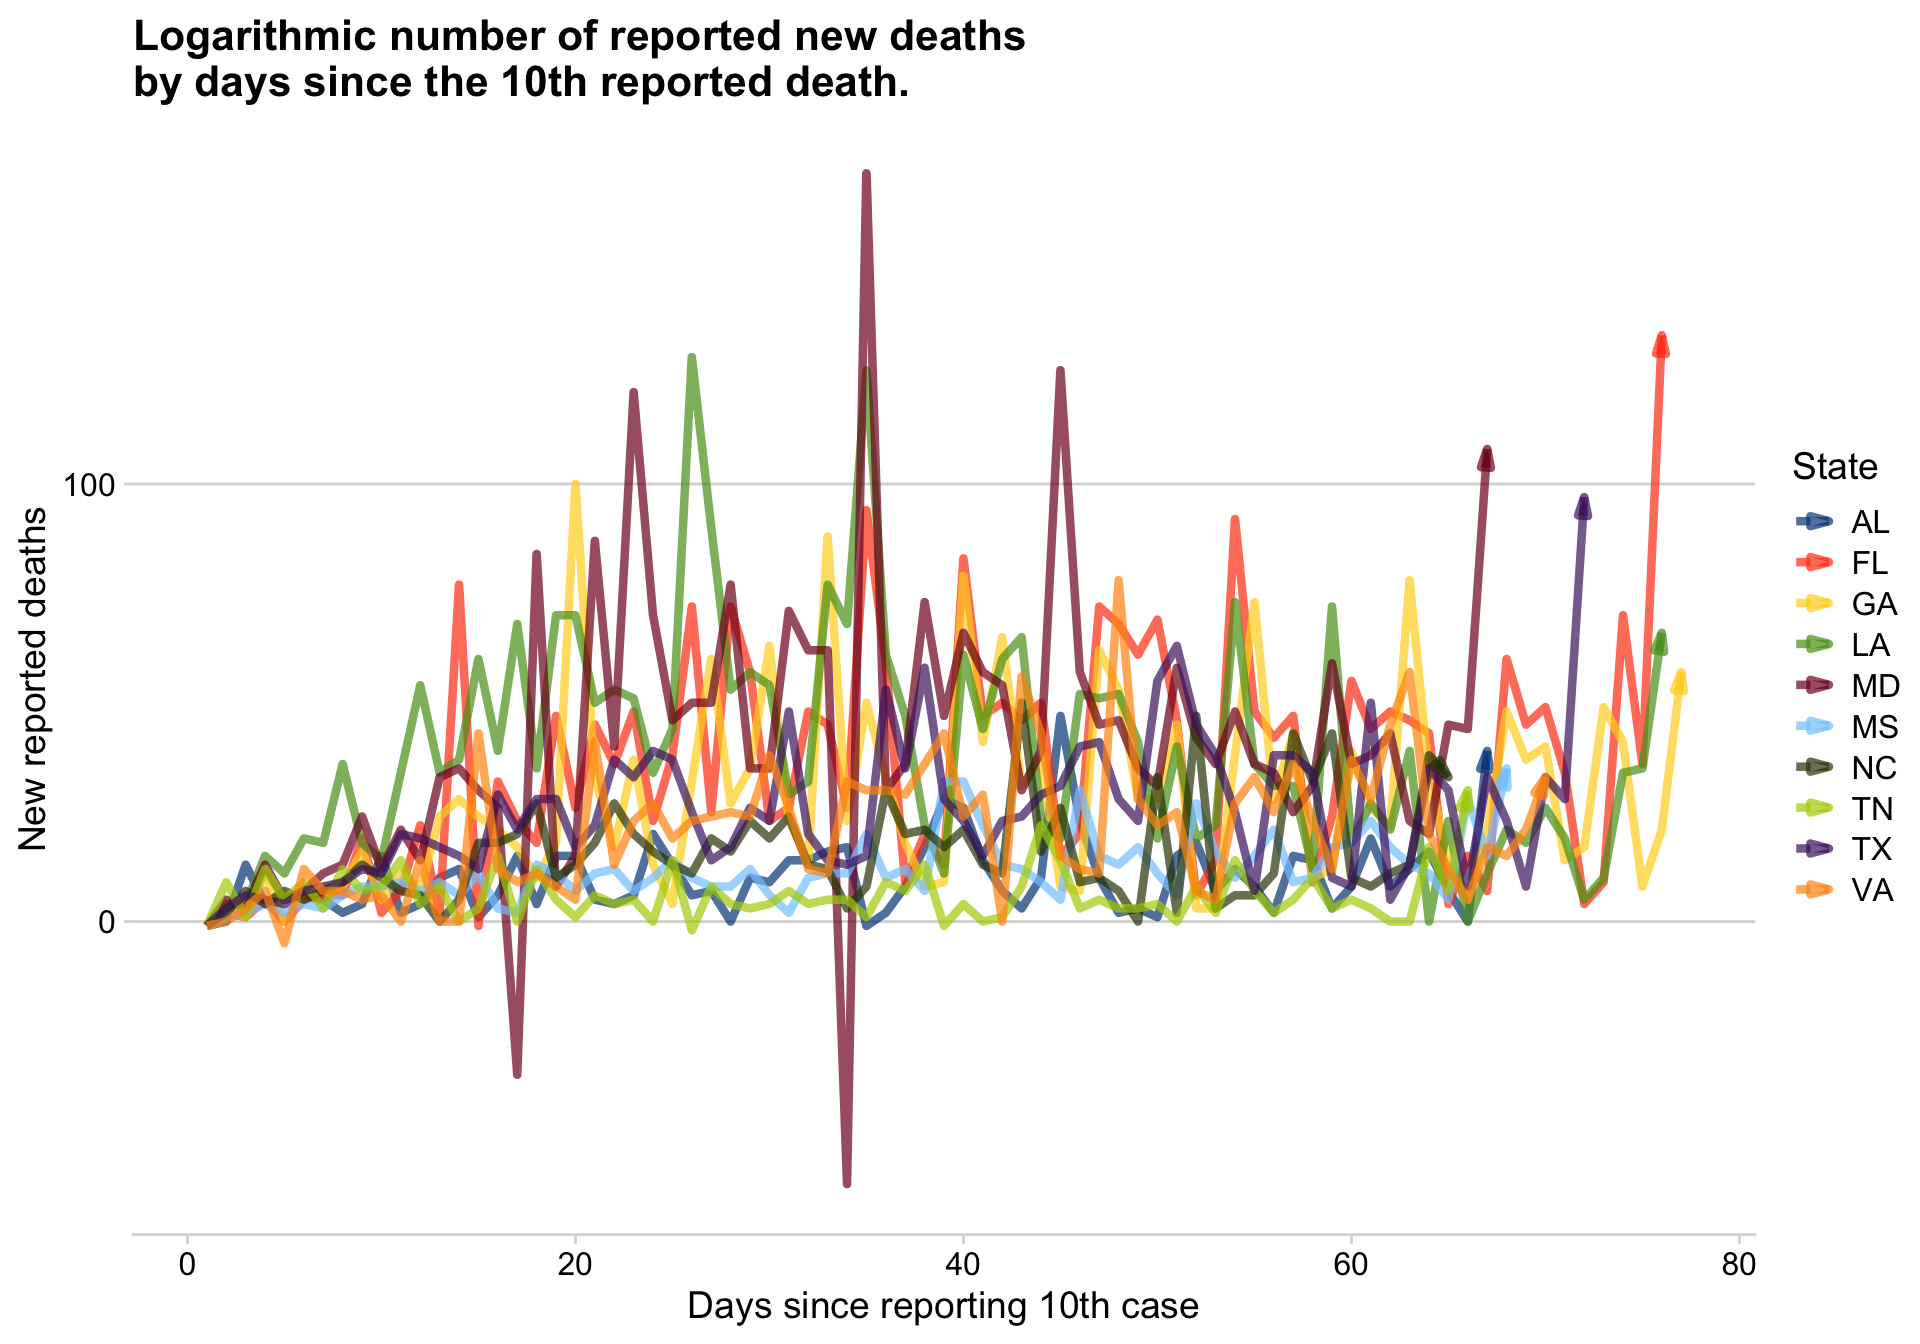 Logarithmic number of reported new deaths
by days since the 10th reported death.
New reported deaths
100
0
0
20
40
60
80
Days since reporting 10th case
State
AL
FL
GA
LA
MD
MS
NC
TN
TX
VA